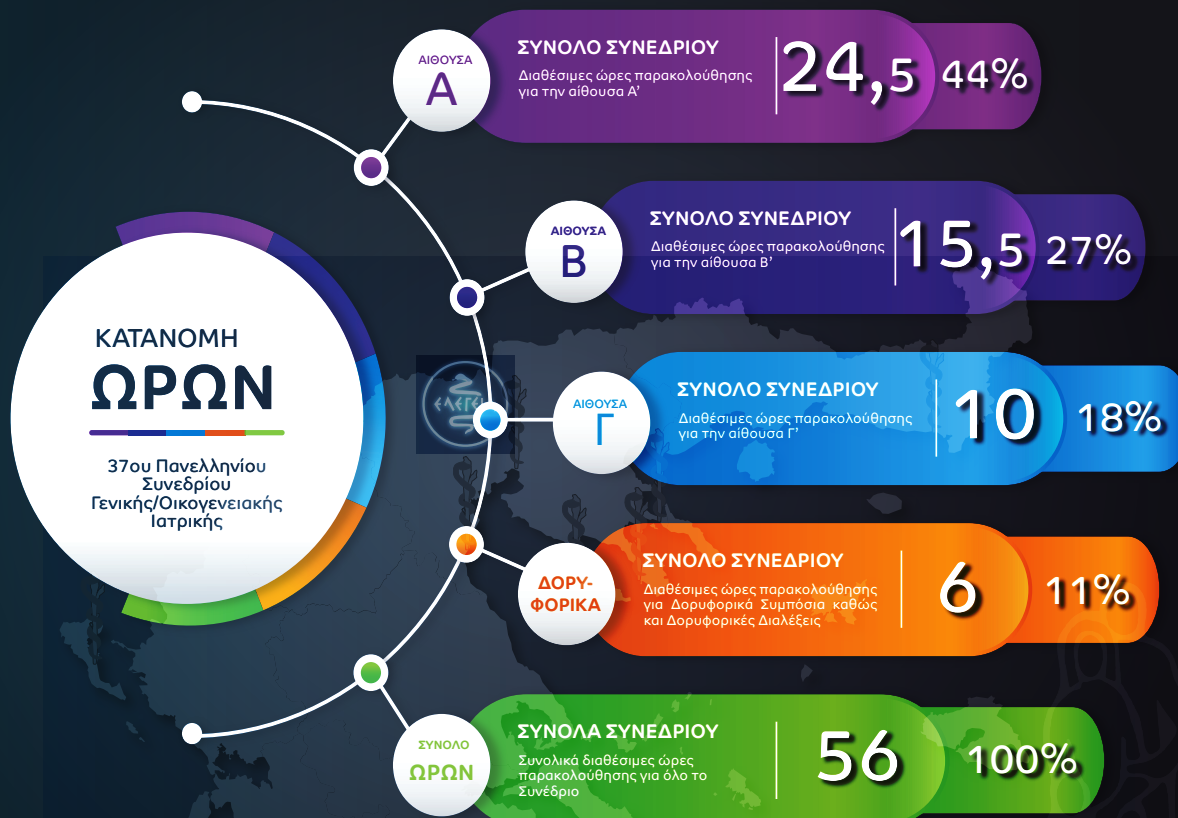 ΑΙΘΟΥΣΑ
Α
ΣΥΝΟΛΟ ΣΥΝΕΔΡΙΟΥ
Διαθέσιμες ώρες παρακολούθησης
για την αίθουσα Α’
24,5
44%
ΑΙΘΟΥΣΑ
Β
ΣΥΝΟΛΟ ΣΥΝΕΔΡΙΟΥ
Διαθέσιμες ώρες παρακολούθησης
για την αίθουσα Β’
15,5
27%
ΚΑΤΑΝΟΜΗ
ΩΡΩΝ
37ου Πανελληνίου
Συνεδρίου
Γενικής/Οικογενειακής
Ιατρικής
ΕΛΕΓΕΙ
ΑΙΘΟΥΣΑ
Γ
ΣΥΝΟΛΟ ΣΥΝΕΔΡΙΟΥ
Διαθέσιμες ώρες παρακολούθησης
για την αίθουσα Γ’
10
18%
ΔΟΡΥ-
ΦΟΡΙΚΑ
ΣΥΝΟΛΟ ΣΥΝΕΔΡΙΟΥ
Διαθέσιμες ώρες παρακολούθησης
για Δορυφορικά Συμπόσια καθώς
και Δορυφορικές Διαλέξεις
6
11%
ΣΥΝΟΛΟ
ΩΡΩΝ
ΣΥΝΟΛΑ ΣΥΝΕΔΡΙΟΥ
Συνολικά διαθέσιμες ώρες
παρακολούθησης για όλο το
Συνέδριο
56
100%